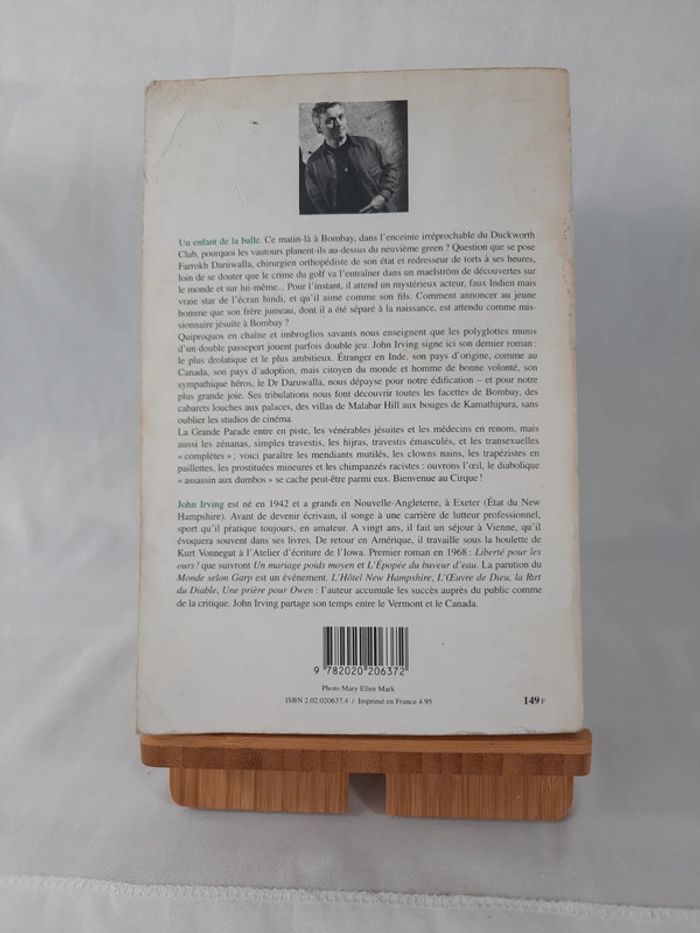 Un enfant de la balle. Ce matin-là à Bombay, dans l'enceinte irréprochable du Duckworth
Club, pourquoi les vautours planent-ils au-dessus du neuvième green ? Question que se pose
Farrokh Daruwalla, chirurgien orthopédiste de son état et redresseur de torts à ses heures,
loin de se douter que le crime du golf va l'entraîner dans un maelström de découvertes sur
le monde et sur lui-même... Pour l'instant, il attend un mystérieux acteur, faux Indien mais
vraie star de l'écran hindi, et qu'il aime comme son fils. Comment annoncer au jeune
homme que son frère jumeau, dont il a été séparé à la naissance, est attendu comme mis-
sionnaire jésuite à Bombay ?
Quiproquos en chaîne et imbroglios savants nous enseignent que les polyglottes munis
d'un double passeport jouent parfois double jeu. John Irving signe ici son dernier roman :
le plus drolatique et le plus ambitieux. Étranger en Inde, son pays d'origine, comme au
Canada, son pays d'adoption, mais citoyen du monde et homme de bonne volonté, son
sympathique héros, le Dr Daruwalla, nous dépayse pour notre édification – et pour notre
plus grande joie. Ses tribulations nous font découvrir toutes les facettes de Bombay, des
cabarets louches aux palaces, des villas de Malabar Hill aux bouges de Kamathipura, sans
oublier les studios de cinéma.
La Grande Parade entre en piste, les vénérables jésuites et les médecins en renom, mais
aussi les zénanas, simples travestis, les hijras, travestis émasculés, et les transexuelles
« complètes » ; voici paraître les mendiants mutilés, les clowns nains, les trapézistes en
paillettes, les prostituées mineures et les chimpanzés racistes : ouvrons l'œil, le diabolique
« assassin aux dumbos » se cache peut-être parmi eux. Bienvenue au Cirque !
John Irving est né en 1942 et a grandi en Nouvelle-Angleterre, à Exeter (État du New
Hampshire). Avant de devenir écrivain, il songe à une carrière de lutteur professionnel,
sport qu'il pratique toujours, en amateur. A vingt ans, il fait un séjour à Vienne, qu'il
évoquera souvent dans ses livres. De retour en Amérique, il travaille sous la houlette de
Kurt Vonnegut à l'Atelier d'écriture de l'Iowa. Premier roman en 1968 : Liberté pour les
ours ! que suivront Un mariage poids moyen et L'Épopée du buveur d'eau. La parution du
Monde selon Garp est un événement. L'Hôtel New Hampshire, L'Œuvre de Dieu, la Part
du Diable, Une prière pour Owen : l'auteur accumule les succès auprès du public comme
de la critique. John Irving partage son temps entre le Vermont et le Canada.
9 782020 206372
Photo Mary Ellen Mark
ISBN 2.02.020637.4 / Imprimé en France 4.95
149 F